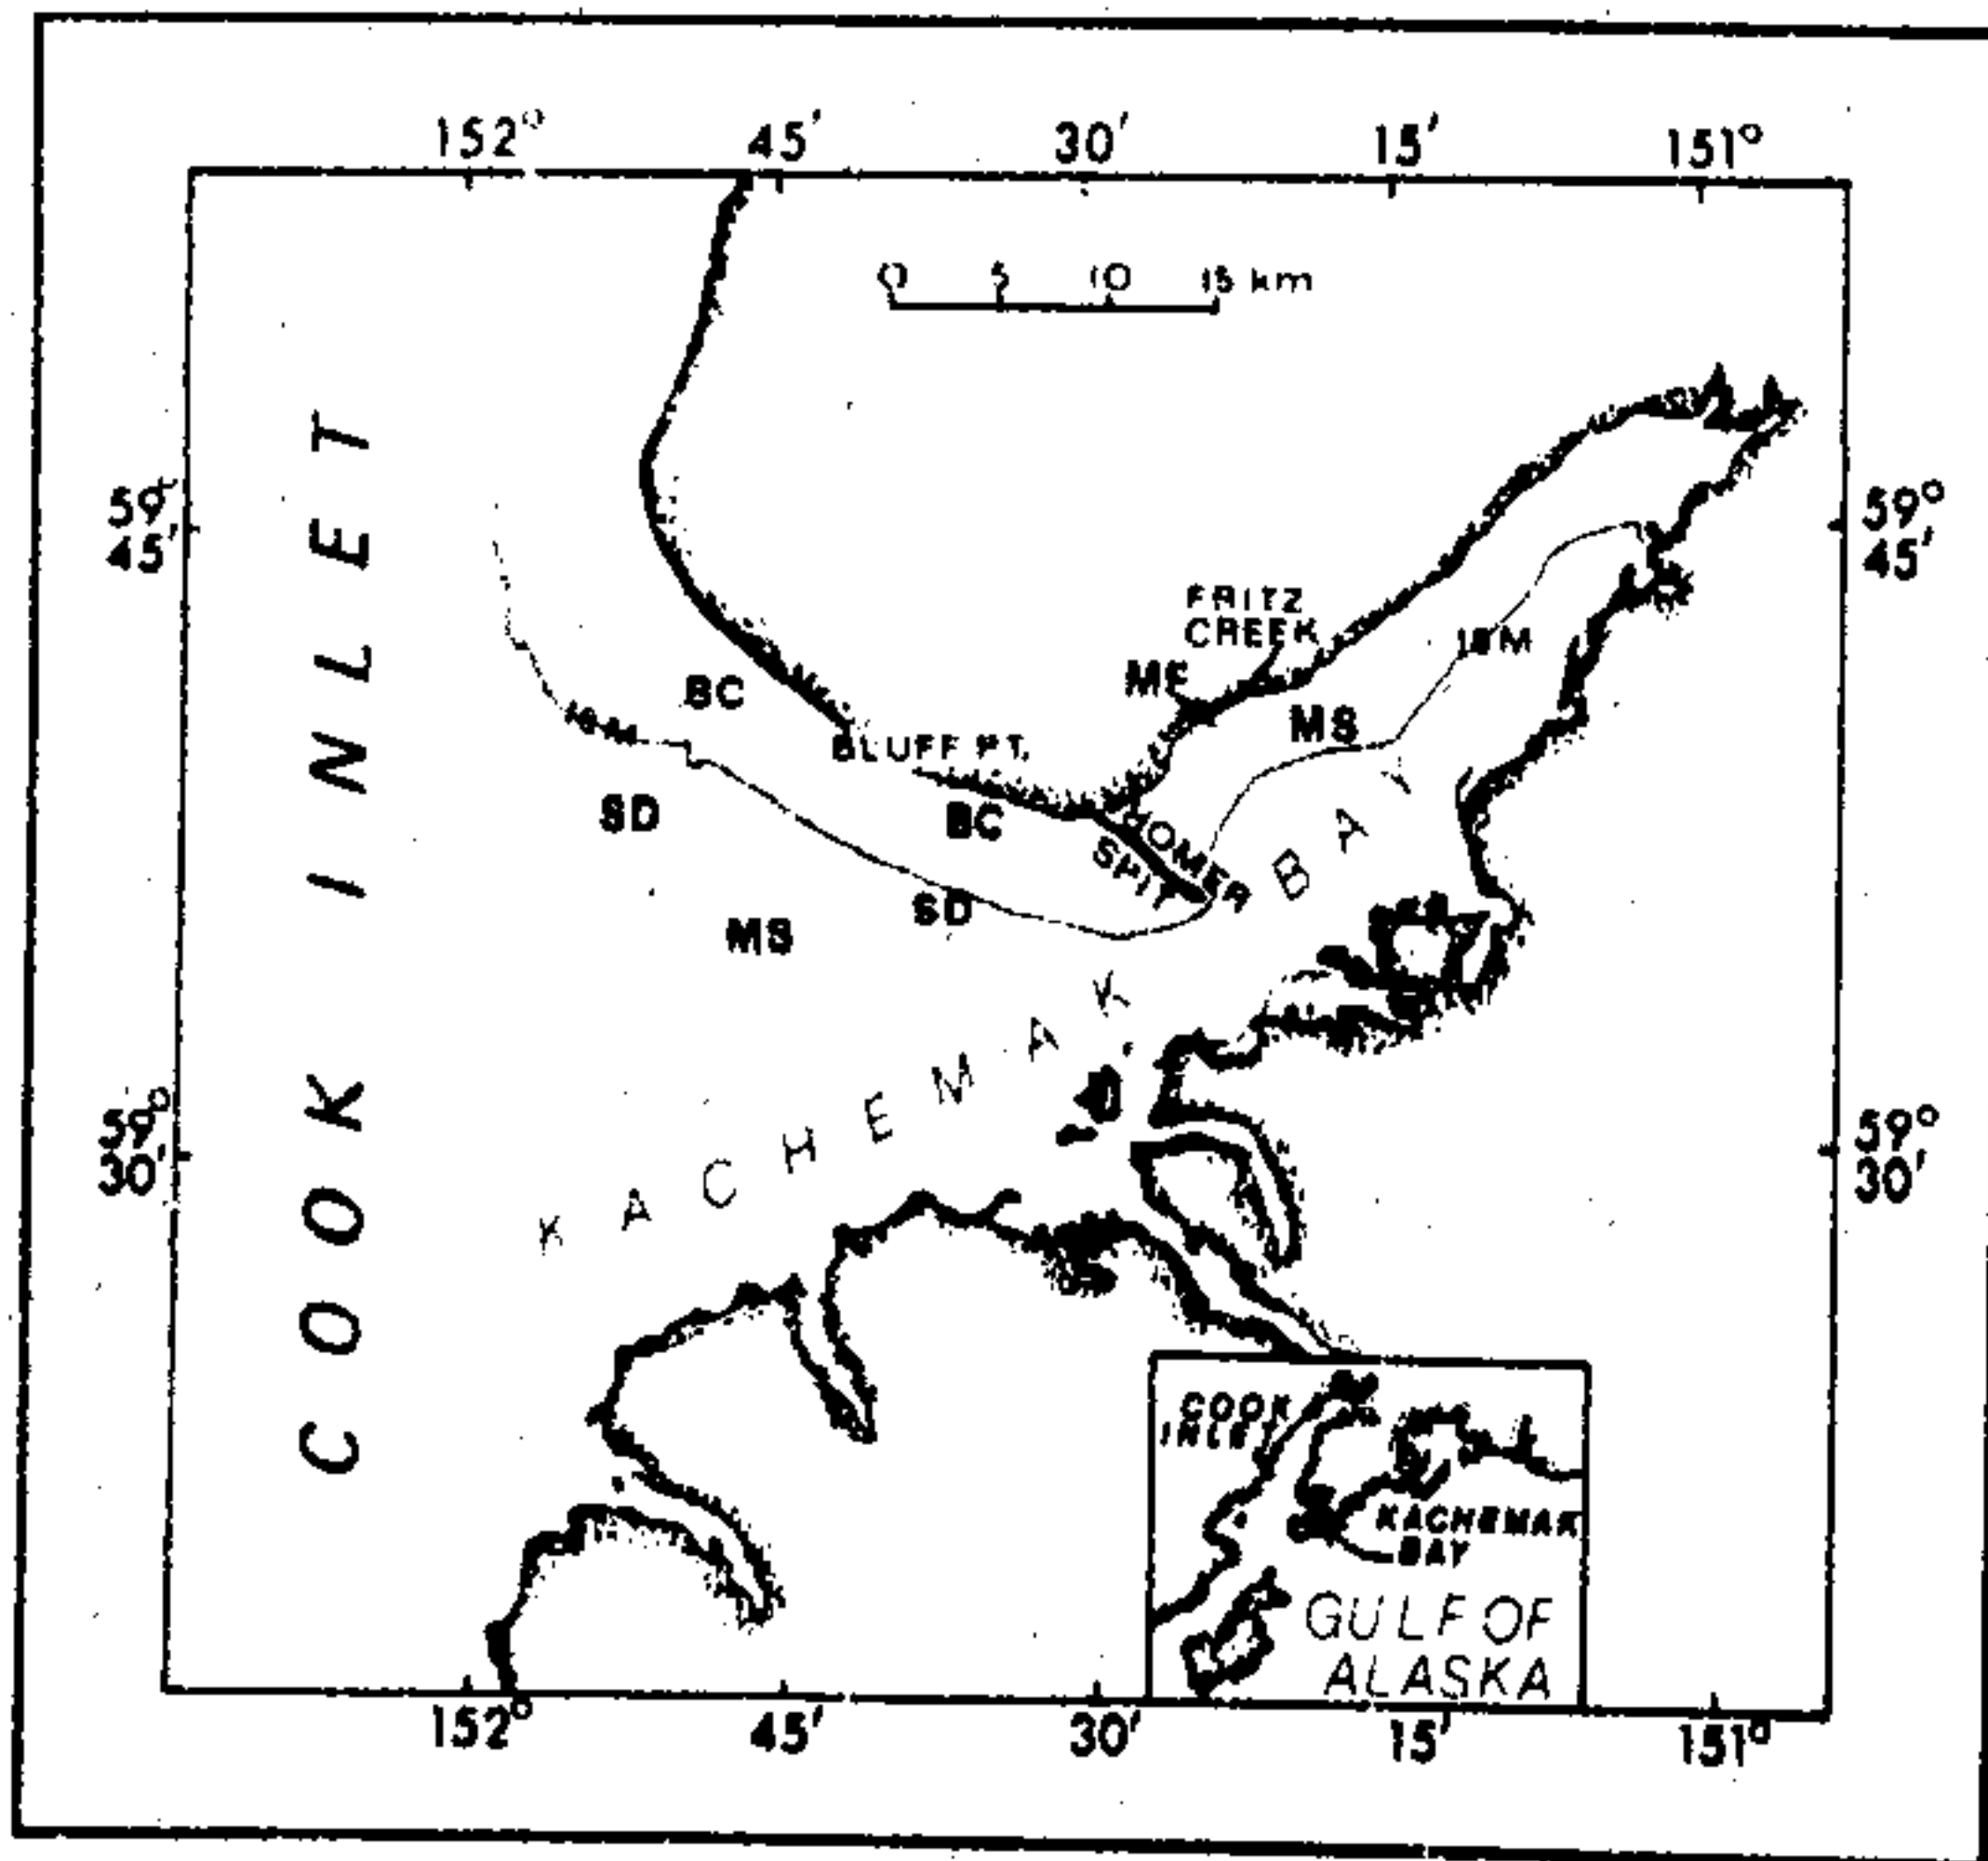 152° 45' 30' 15' 151°
0 5 10 15 km
COOK INLET
59°
45'
59°
45'
FRITZ
CREEK
18 M
BC
MS
18 M
BLUFF PT.
SD
BC
HOMER
SPIT
SD
MS
KACHEMAK BAY
59°
30'
59°
30'
COOK
INLET
KACHEMAK
BAY
GULF OF
ALASKA
152° 45' 30' 15' 151°